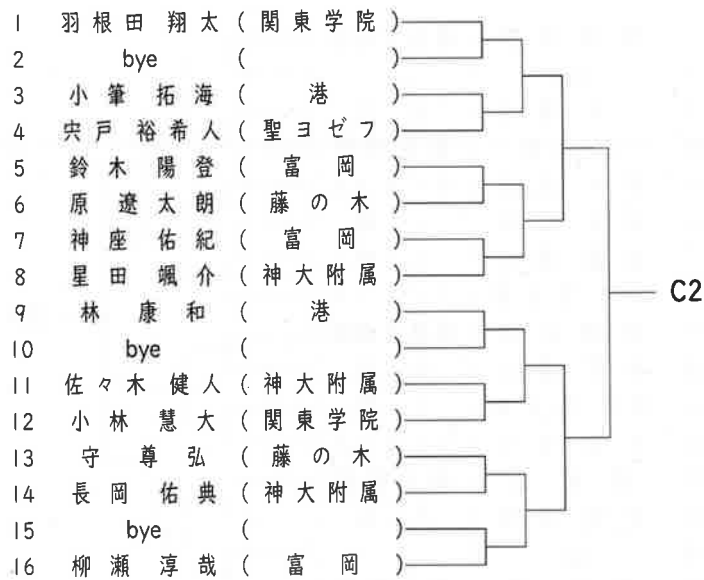 1 羽根田 翔太 (関東学院)
2 bye ( )
3 小筆 拓海 (港)
4 宍戸 裕希人 (聖ヨゼフ)
5 鈴木 陽登 (富岡)
6 原 遼太朗 (藤の木)
7 神座 佑紀 (富岡)
8 星田 颯介 (神大附属)
9 林 康和 (港)
10 bye ( )
11 佐々木 健人 (神大附属)
12 小林 慧大 (関東学院)
13 守 尊弘 (藤の木)
14 長岡 佑典 (神大附属)
15 bye ( )
16 柳瀬 淳哉 (富岡)
C2